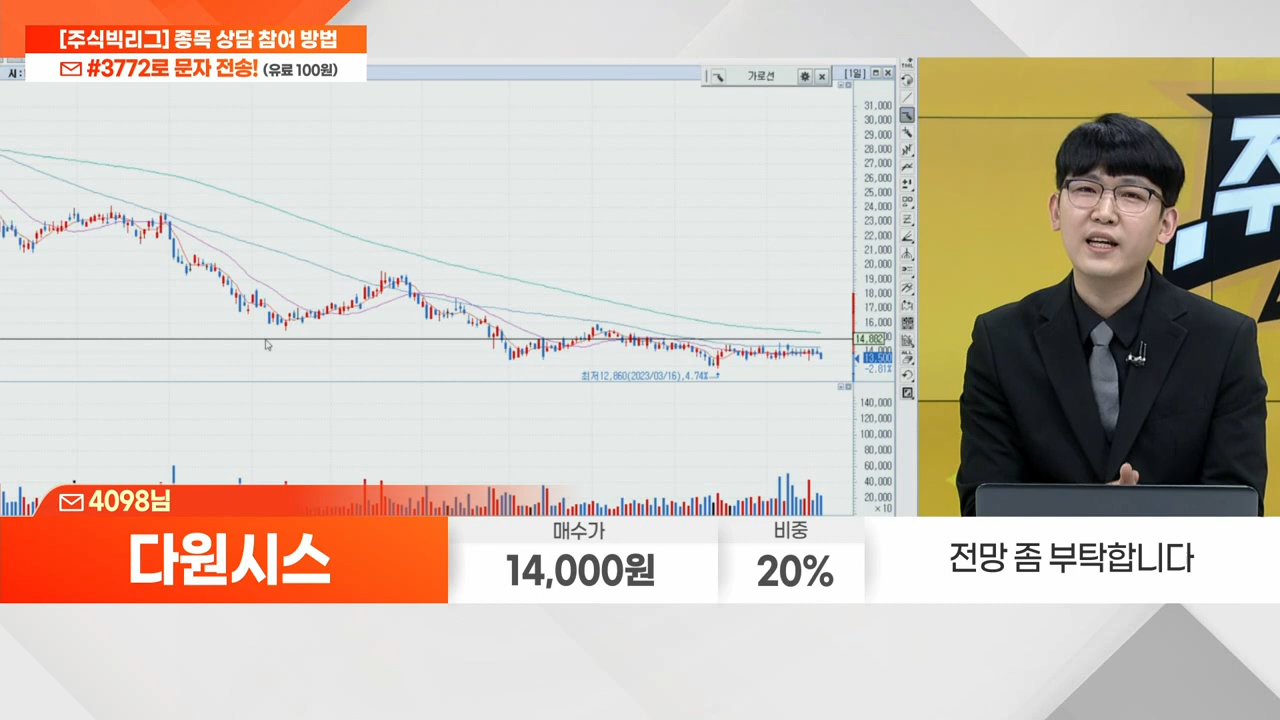 [주식빅리그] 종목 상담 참여 방법
#3772로 문자 전송! (유료 100원)
시:
가로선
[1일]
31,000
30,000
29,000
28,000
27,000
26,000
25,000
24,000
23,000
22,000
21,000
20,000
19,000
18,000
17,000
16,000
14,882
14,000
13,500
-2.81%
최저12,860(2023/03/16),4.74%→
140,000
120,000
100,000
80,000
60,000
40,000
20,000
×10
4098님
다원시스
매수가
14,000원
비중
20%
전망 좀 부탁합니다